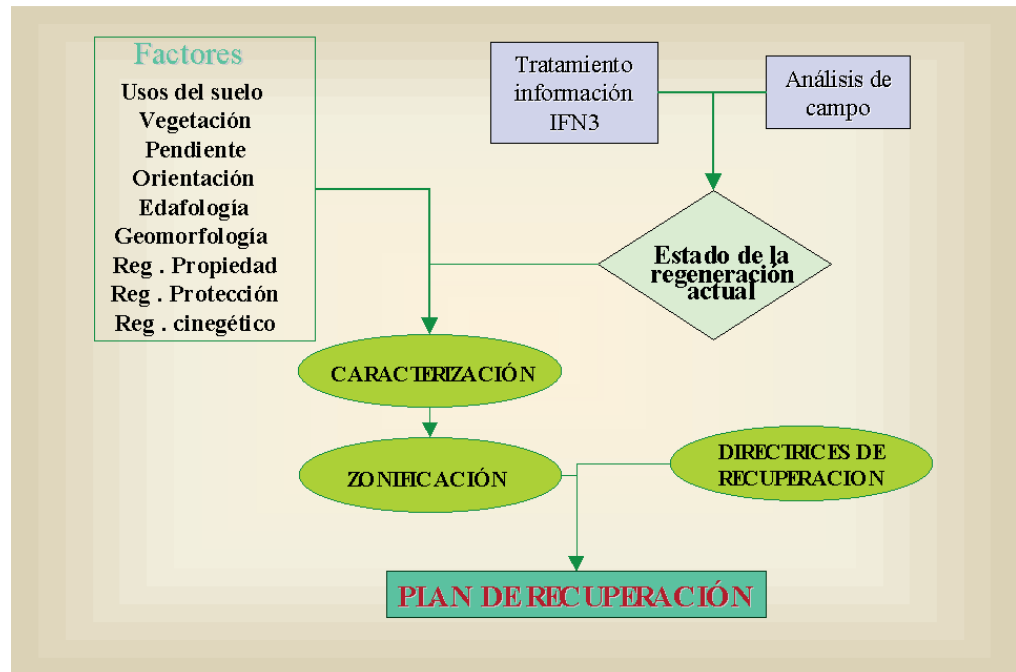 Factores
Usos del suelo
Vegetación
Pendiente
Orientación
Edafología
Geomorfología
Reg . Propiedad
Reg . Protección
Reg . cinegético
Tratamiento
información
IFN3
Análisis de
campo
Estado de la
regeneración
actual
CARACTERIZACIÓN
ZONIFICACIÓN
DIRECTRICES DE
RECUPERACION
PLAN DE RECUPERACIÓN